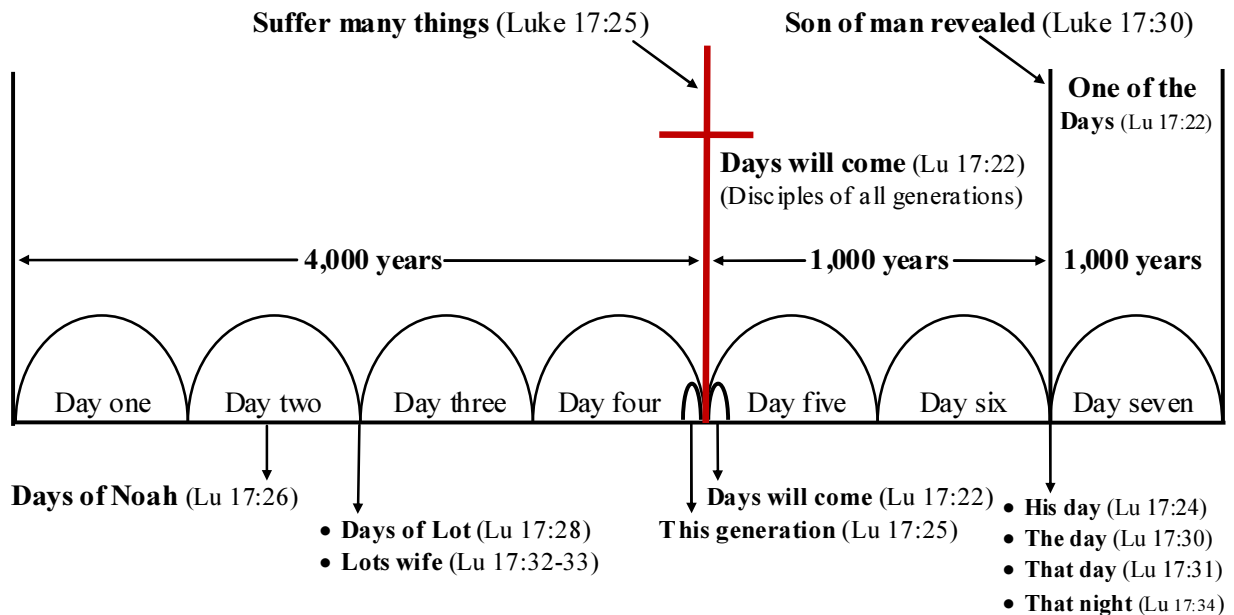 Suffer many things (Luke 17:25)
Son of man revealed (Luke 17:30)
One of the
Days (Lu 17:22)
Days will come (Lu 17:22)
(Disciples of all generations)
4,000 years
1,000 years
1,000 years
Day one
Day two
Day three
Day four
Day five
Day six
Day seven
Days of Noah (Lu 17:26)
• Days of Lot (Lu 17:28)
• Lots wife (Lu 17:32-33)
Days will come (Lu 17:22)
This generation (Lu 17:25)
• His day (Lu 17:24)
• The day (Lu 17:30)
• That day (Lu 17:31)
• That night (Lu 17:34)